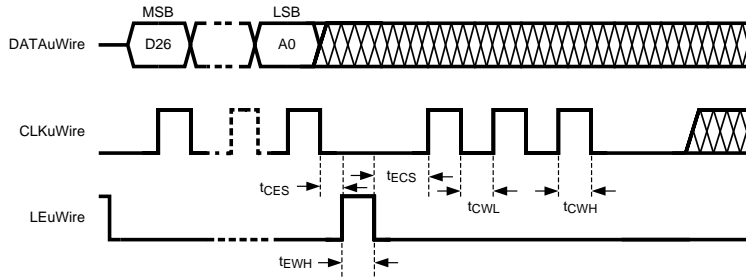 MSB LSB
DATAuWire D26 A0
CLKuWire
tCES tECS tCWL tCWH
LEuWire
tEWH